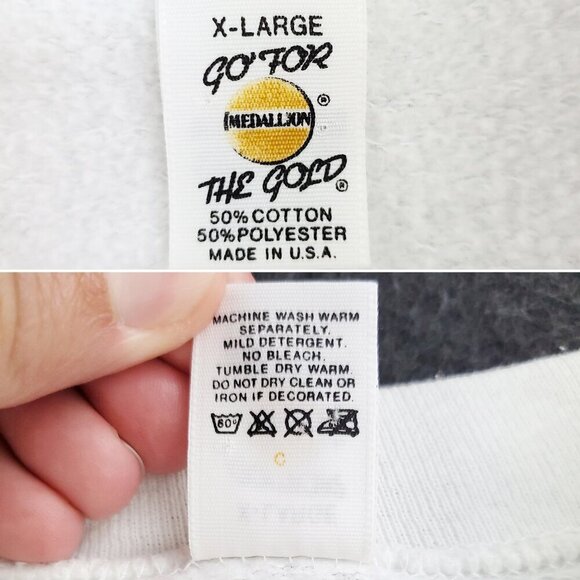 X-LARGE
GO FOR
MEDALLION ®
THE GOLD ®
50% COTTON
50% POLYESTER
MADE IN U.S.A.
MACHINE WASH WARM
SEPARATELY.
MILD DETERGENT.
NO BLEACH.
TUMBLE DRY WARM.
DO NOT DRY CLEAN OR
IRON IF DECORATED.
60°
C